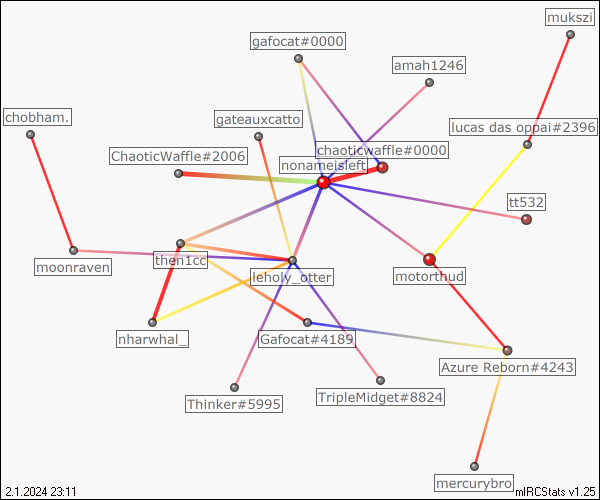 mukszi
gafocat#0000
amah1246
chobham.
gateauxcatto
lucas das oppai#2396
chaoticwaffle#0000
ChaoticWaffle#2006
nonameisleft
tt532
then1cc
moonraven
leholy_otter
motorthud
nharwhal_
Gafocat#4189
Azure Reborn#4243
Thinker#5995
TripleMidget#8824
mercurybro
2.1.2024 23:11
mIRCStats v1.25